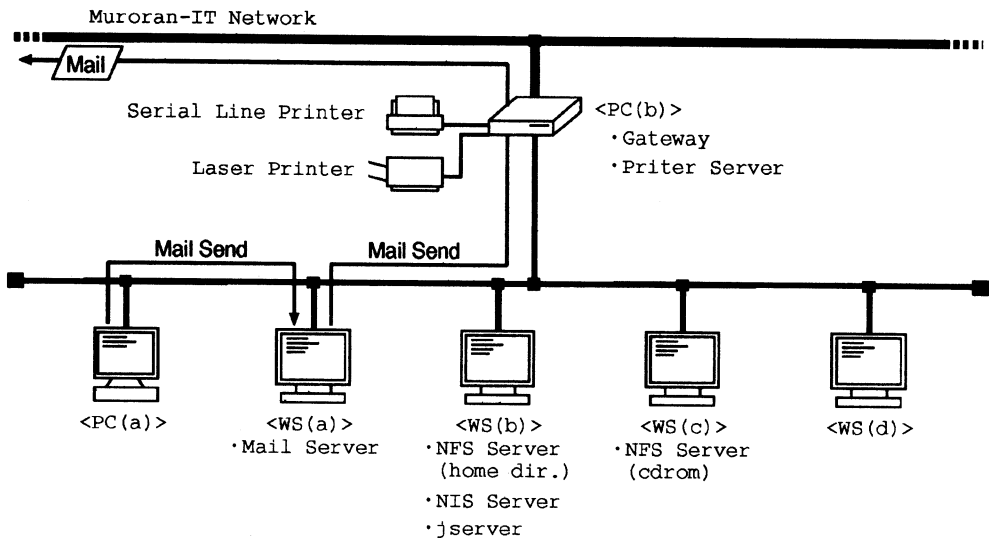 Muroran-IT Network
Mail
Serial Line Printer
<PC(b)>
・Gateway
・Priter Server
Laser Printer
Mail Send
Mail Send
<PC(a)>
<WS(a)>
・Mail Server
<WS(b)>
・NFS Server
(home dir.)
・NIS Server
・jserver
<WS(c)>
・NFS Server
(cdrom)
<WS(d)>